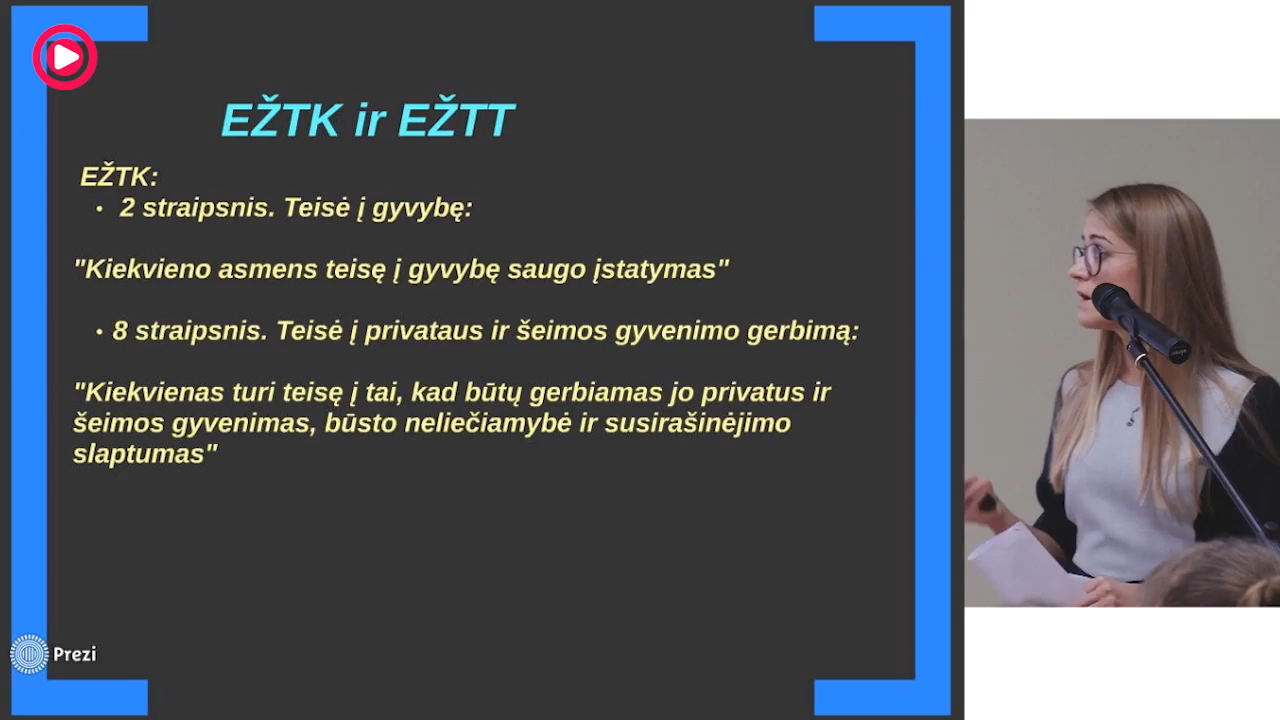 EŽTK ir EŽTT
EŽTK:
• 2 straipsnis. Teisė į gyvybę:
"Kiekvieno asmens teisę į gyvybę saugo įstatymas"
• 8 straipsnis. Teisė į privataus ir šeimos gyvenimo gerbimą:
"Kiekvienas turi teisę į tai, kad būtų gerbiamas jo privatus ir
šeimos gyvenimas, būsto neliečiamybė ir susirašinėjimo
slaptumas"
Prezi